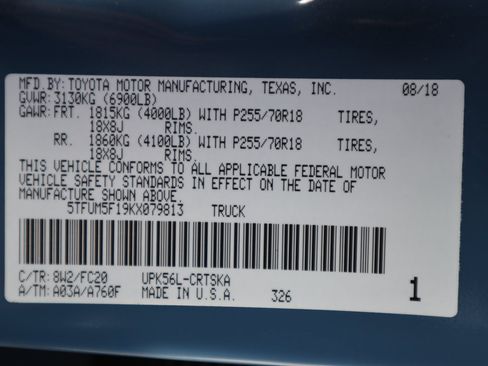 MFD.BY:TOYOTA MOTOR MANUFACTURING, TEXAS, INC. 08/18
GVWR:3130KG (6900LB)
GAWR:FRT. 1815KG (4000LB) WITH P255/70R18 TIRES,
18X8J RIMS.
RR. 1860KG (4100LB) WITH P255/70R18 TIRES,
18X8J RIMS.
THIS VEHICLE CONFORMS TO ALL APPLICABLE FEDERAL MOTOR
VEHICLE SAFETY STANDARDS IN EFFECT ON THE DATE OF
MANUFACTURE SHOWN ABOVE.
5TFUM5F19KX079813 TRUCK
C/TR:8W2/FC20 UPK56L-CRTSKA
A/TM:A03A/A760F MADE IN U.S.A. 326 1